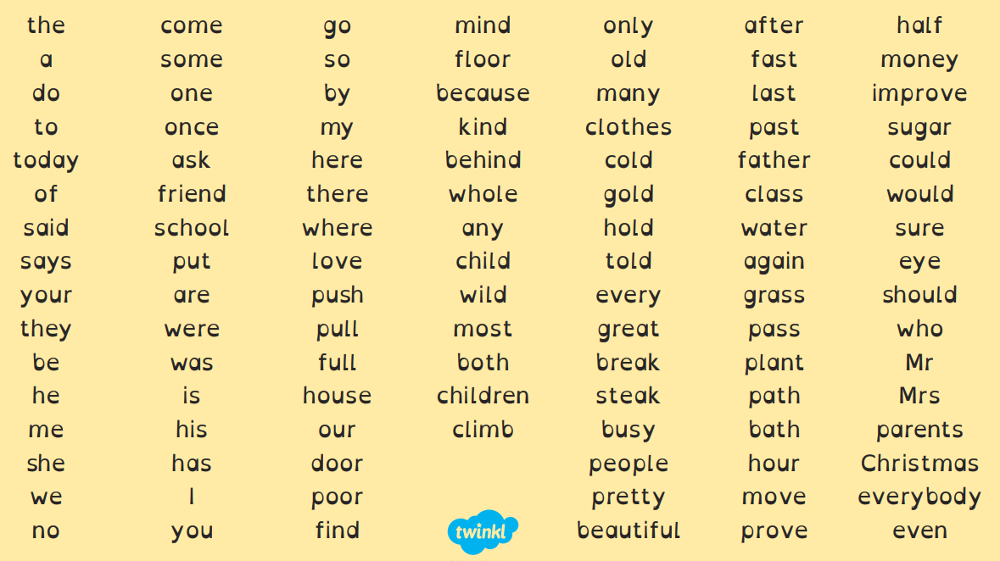 the
a
do
to
today
of
said
says
your
they
be
he
me
she
we
no
come
some
one
once
ask
friend
school
put
are
were
was
is
his
has
I
you
go
so
by
my
here
there
where
love
push
pull
full
house
our
door
poor
find
mind
floor
because
kind
behind
whole
any
child
wild
most
both
children
climb
twinkl
only
old
many
clothes
cold
gold
hold
told
every
great
break
steak
busy
people
pretty
beautiful
after
fast
last
past
father
class
water
again
grass
pass
plant
path
bath
hour
move
prove
half
money
improve
sugar
could
would
sure
eye
should
who
Mr
Mrs
parents
Christmas
everybody
even